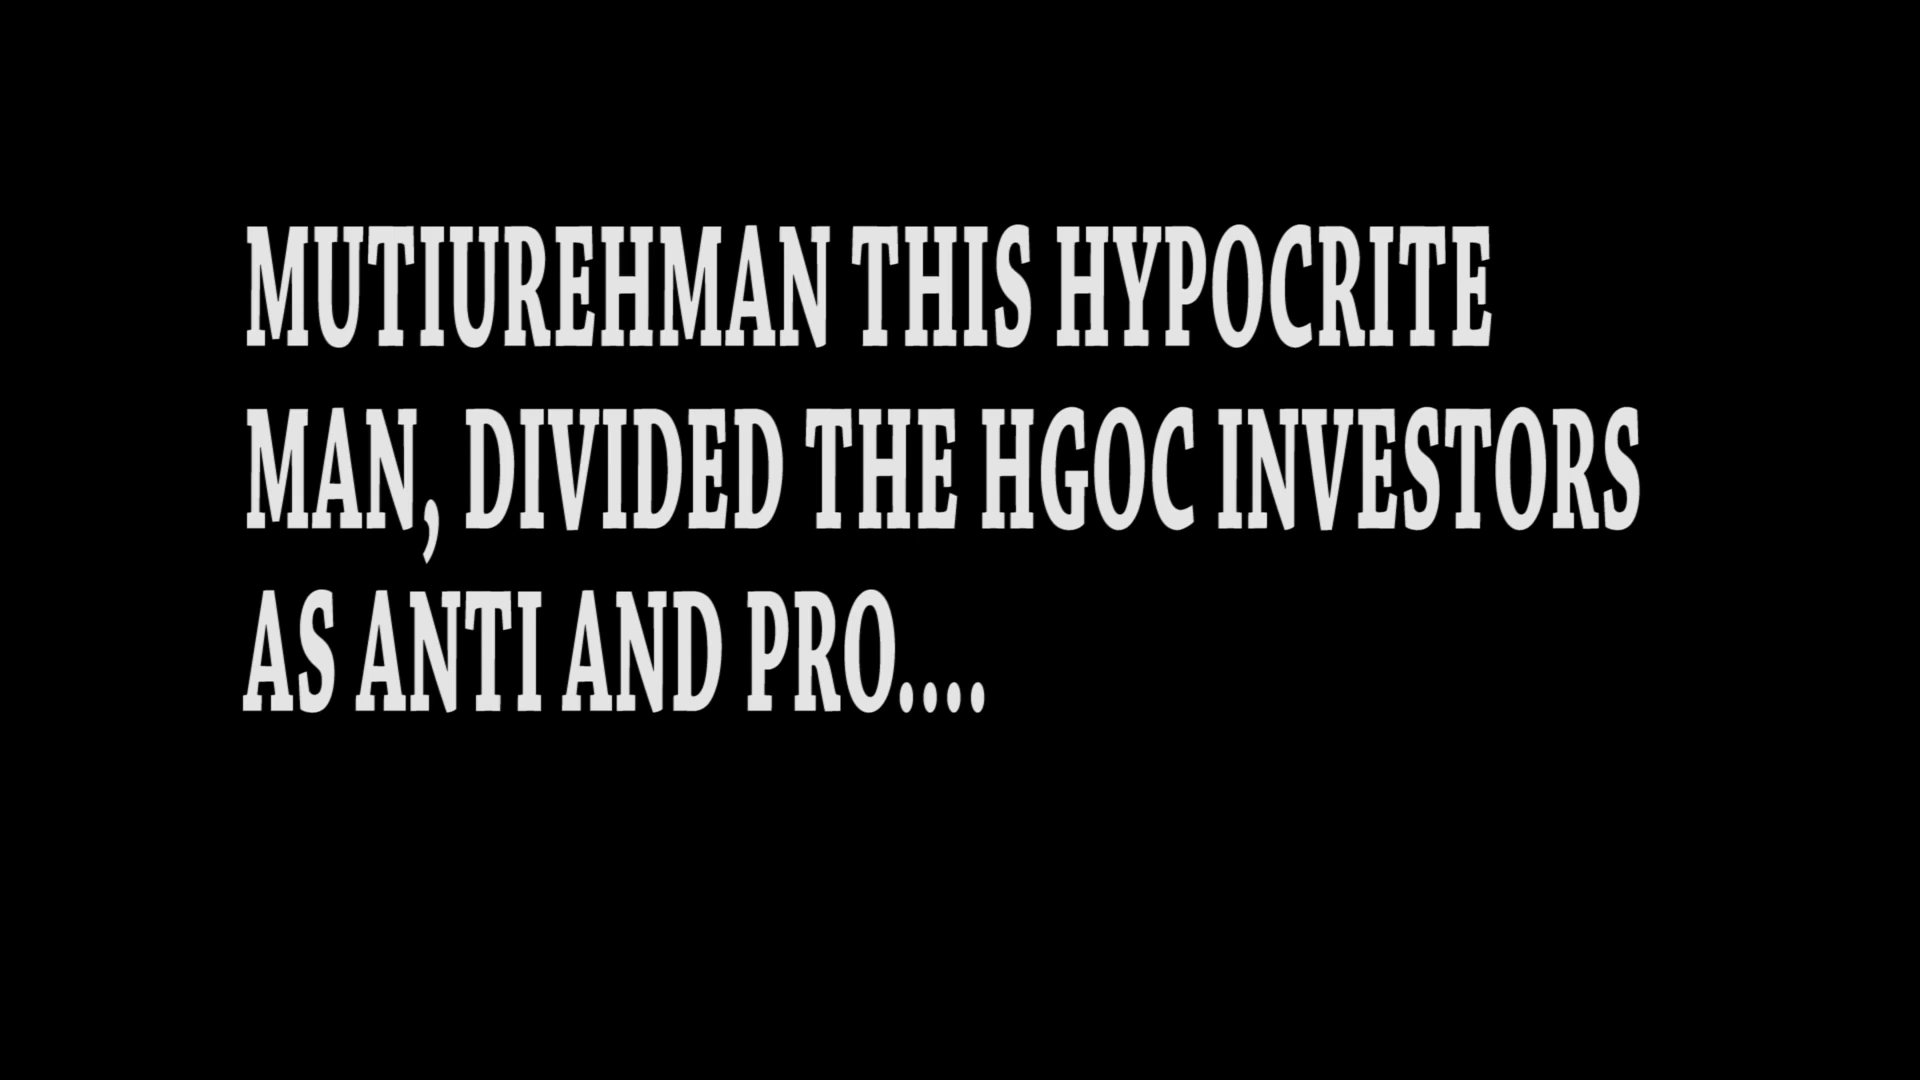 MUTIUREHMAN THIS HYPOCRITE
MAN, DIVIDED THE HGOC INVESTORS
AS ANTI AND PRO....